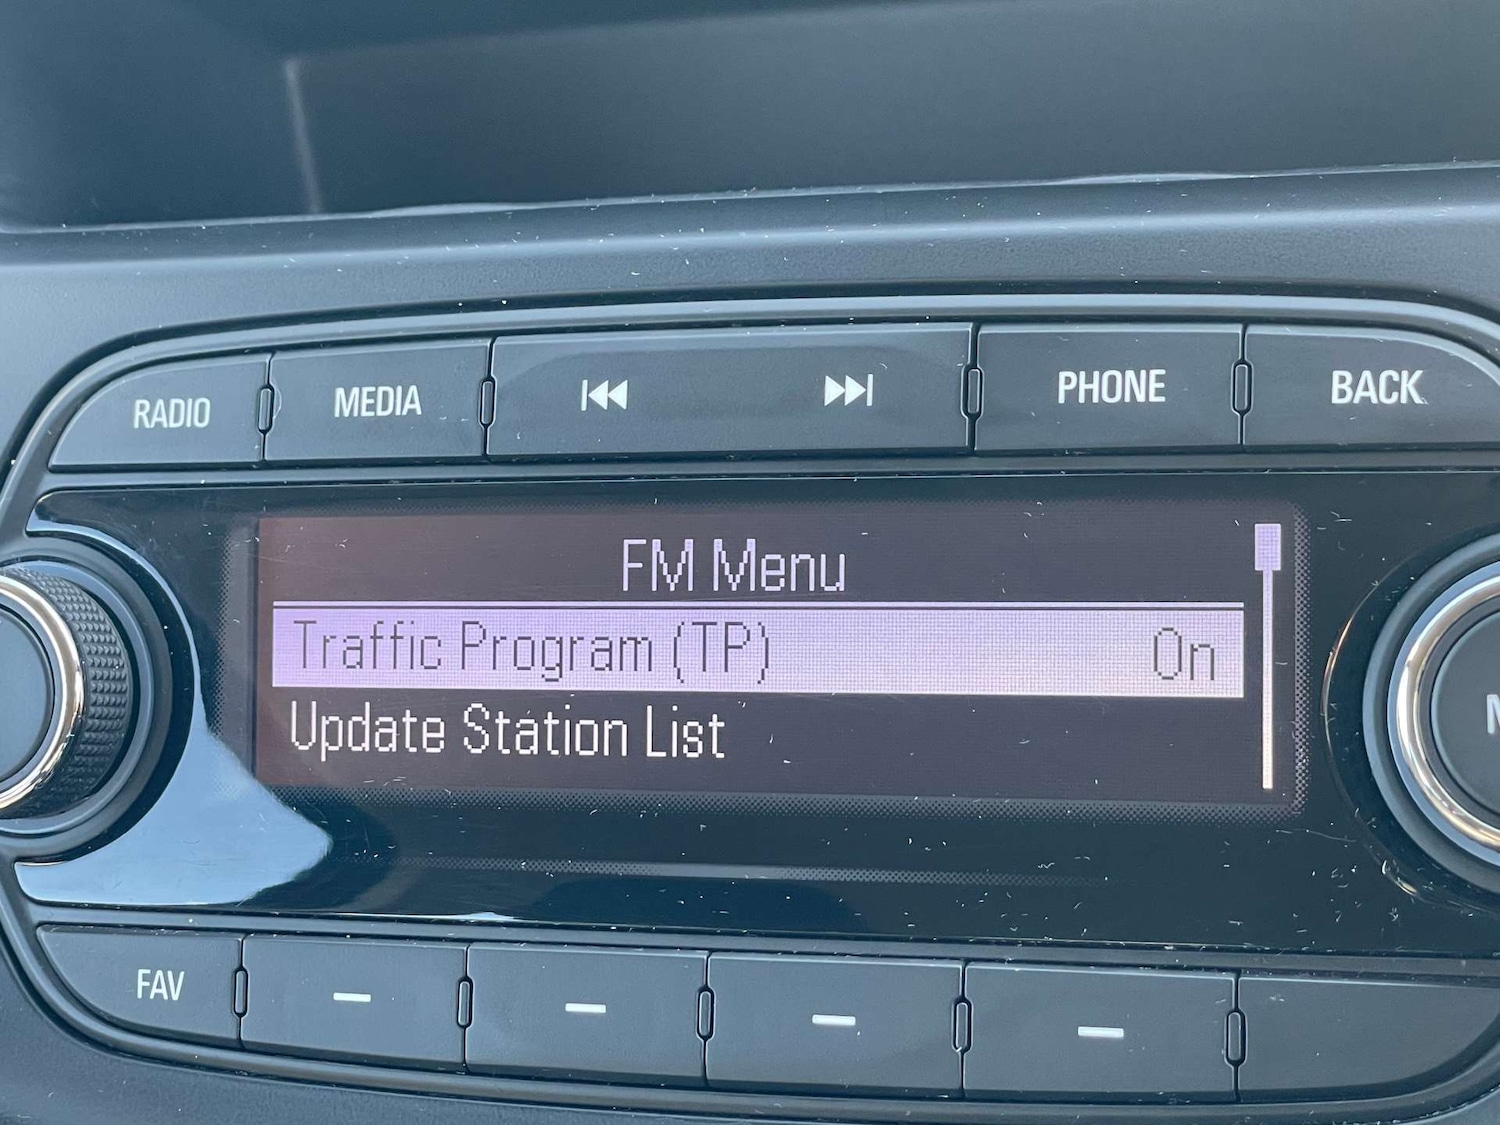 RADIO MEDIA PHONE BACK
FM Menu
Traffic Program (TP) On
Update Station List
FAV